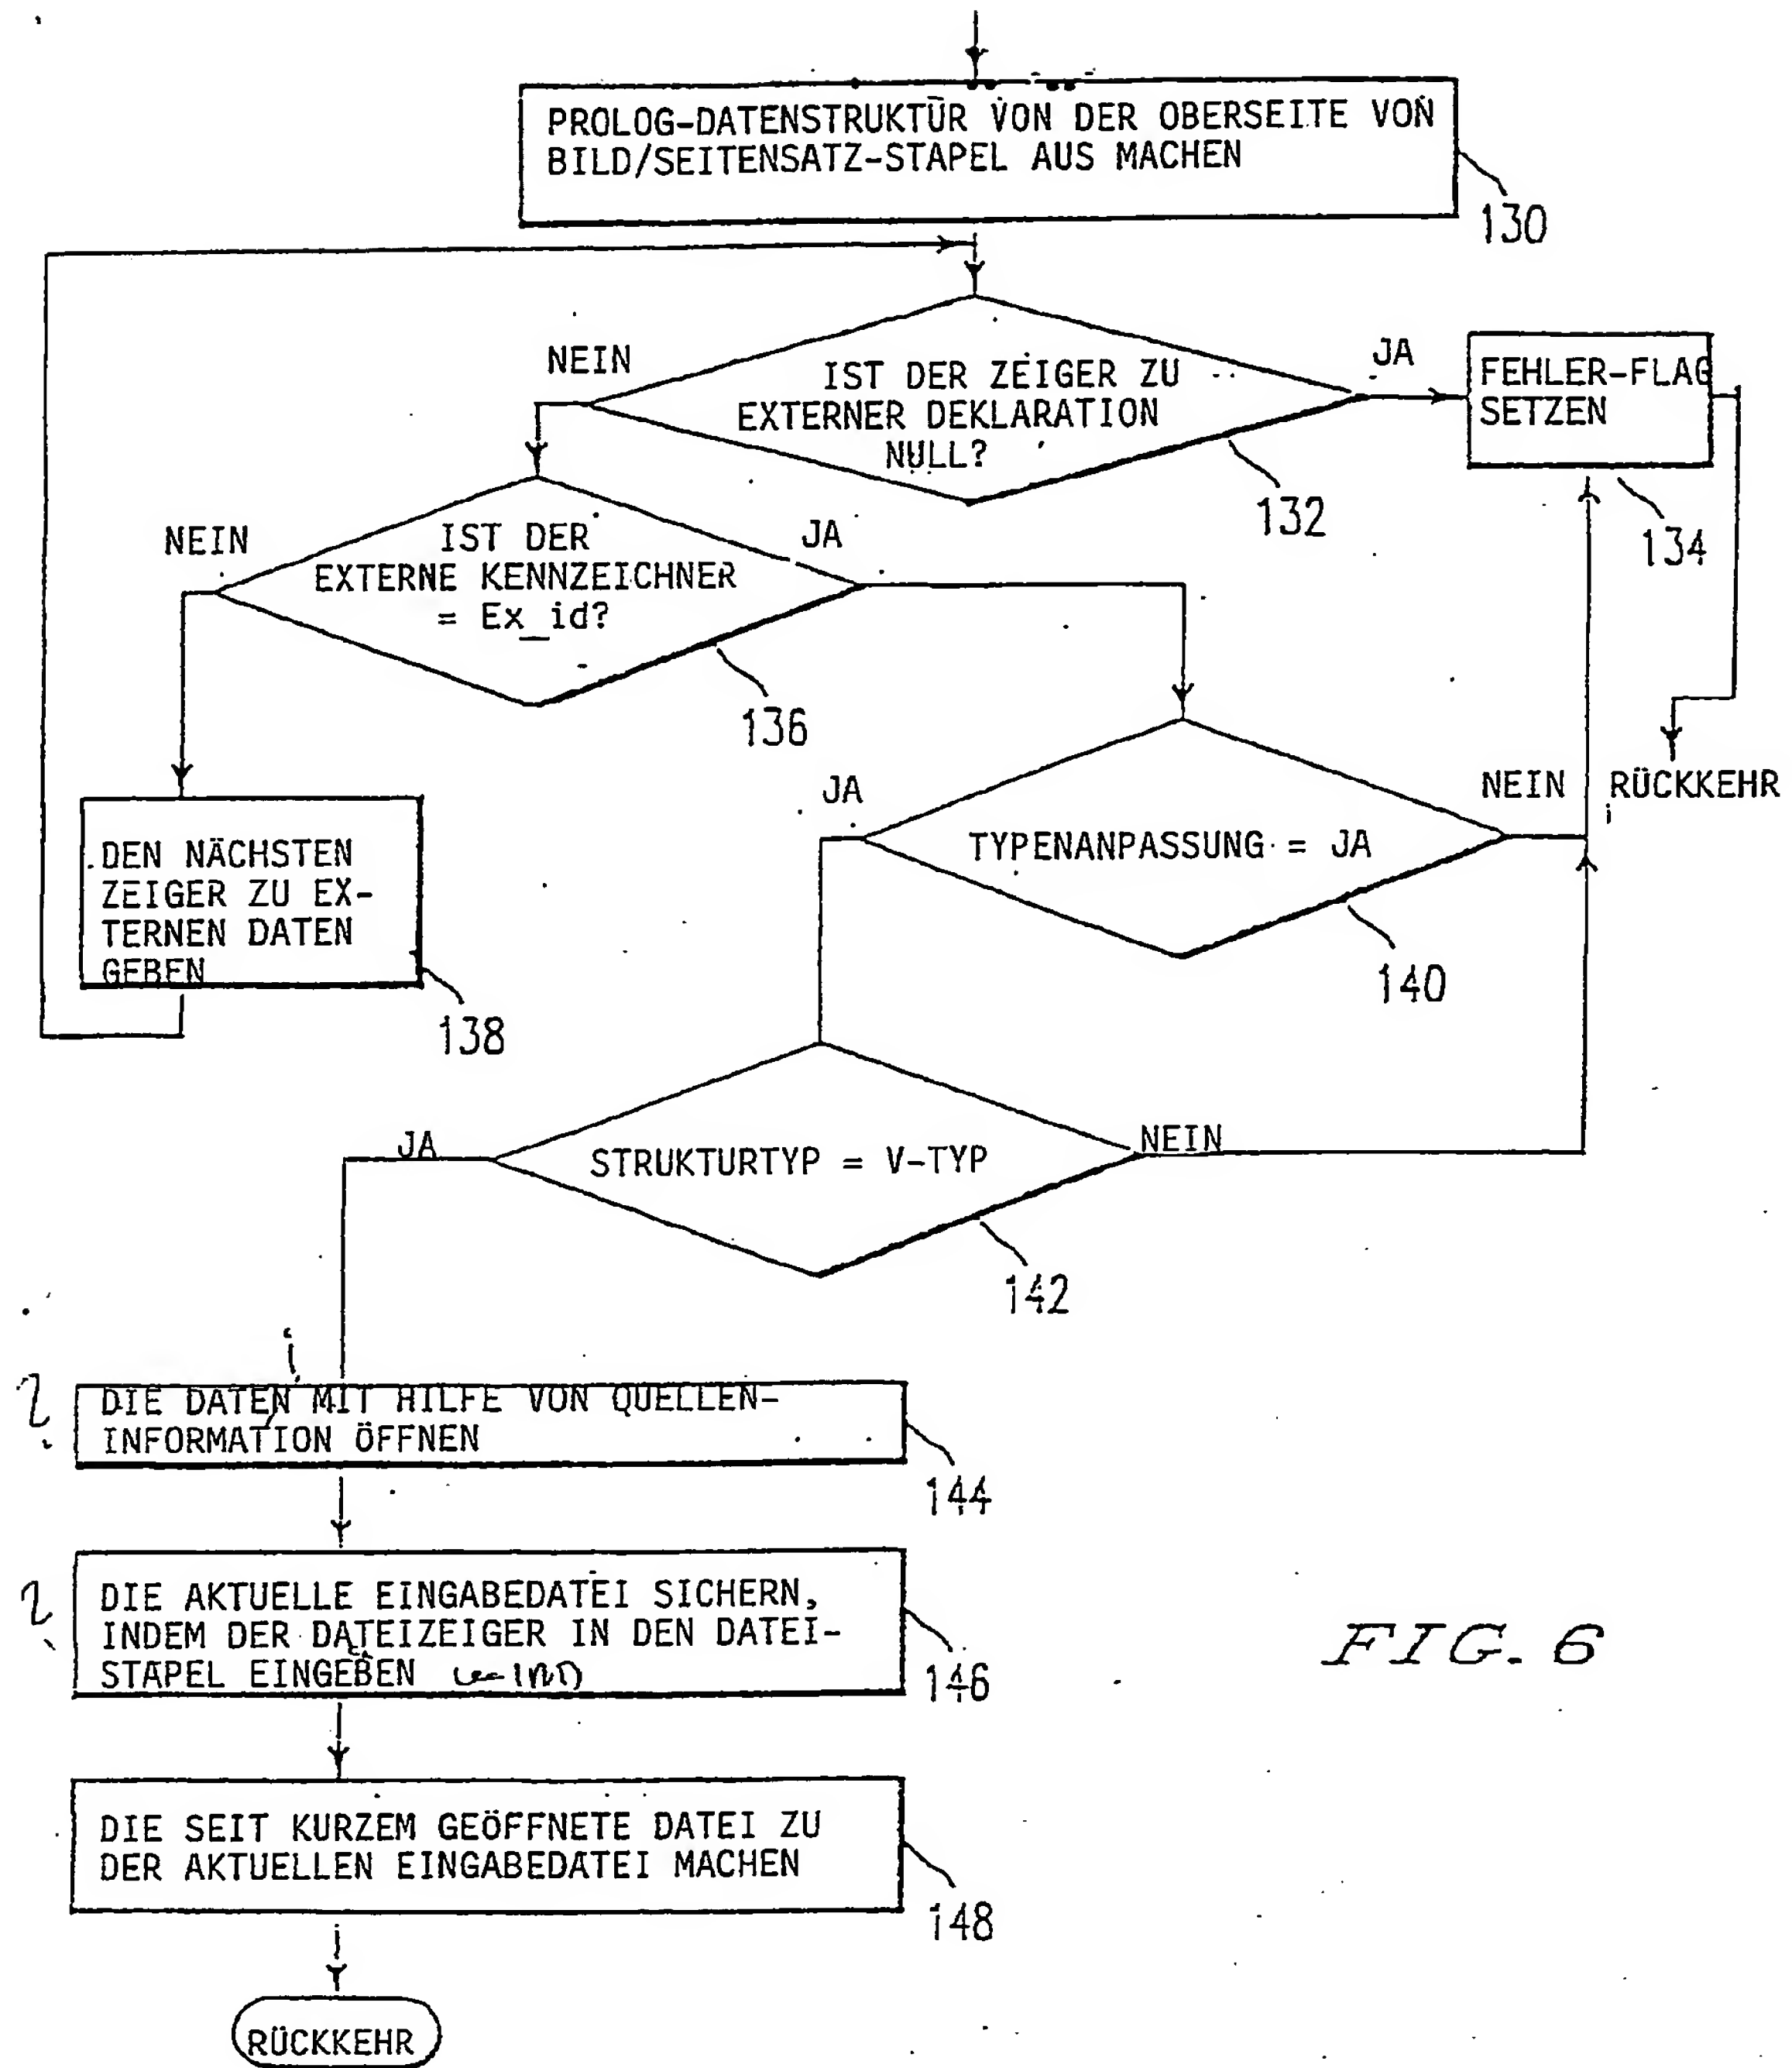 PROLOG-DATENSTRUKTUR VON DER OBERSEITE VON
BILD/SEITENSATZ-STAPEL AUS MACHEN
130
NEIN
IST DER ZEIGER ZU
EXTERNER DEKLARATION
NULL?
JA
FEHLER-FLAG
SETZEN
132
134
NEIN
IST DER
EXTERNE KENNZEICHNER
= Ex_id?
JA
136
JA
NEIN
RÜCKKEHR
TYPENANPASSUNG = JA
140
DEN NÄCHSTEN
ZEIGER ZU EX-
TERNEN DATEN
GEBEN
138
JA
STRUKTURTYP = V-TYP
NEIN
142
DIE DATEN MIT HILFE VON QUELLEN-
INFORMATION ÖFFNEN
144
DIE AKTUELLE EINGABEDATEI SICHERN,
INDEM DER DATEIZEIGER IN DEN DATEI-
STAPEL EINGEBEN
146
FIG. 6
DIE SEIT KURZEM GEÖFFNETE DATEI ZU
DER AKTUELLEN EINGABEDATEI MACHEN
148
RÜCKKEHR